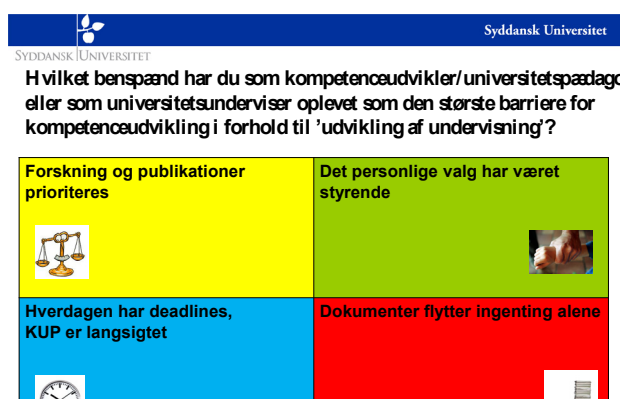 Syddansk Universitet
SYDDANSK UNIVERSITET
Hvilket benspænd har du som kompetenceudvikler/universitetspædago
eller som universitetsunderviser oplevet som den største barriere for
kompetenceudvikling i forhold til ’udvikling af undervisning’?
Forskning og publikationer
prioriteres
Det personlige valg har været
styrende
Hverdagen har deadlines,
KUP er langsigtet
Dokumenter flytter ingenting alene